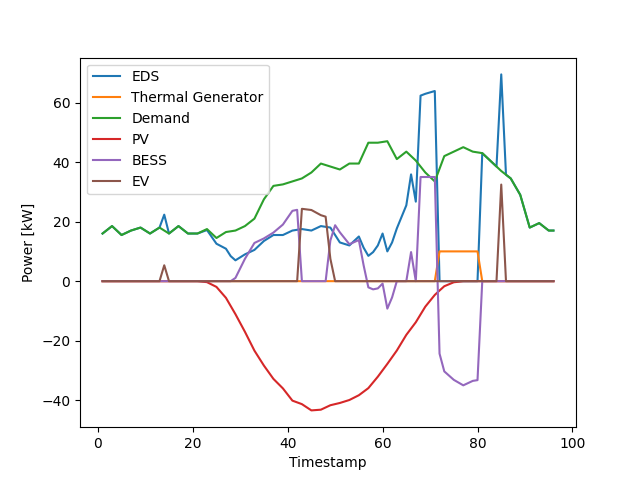 EDS
Thermal Generator
Demand
PV
BESS
EV
Power [kW]
60
40
20
0
−20
−40
0 20 40 60 80 100
Timestamp